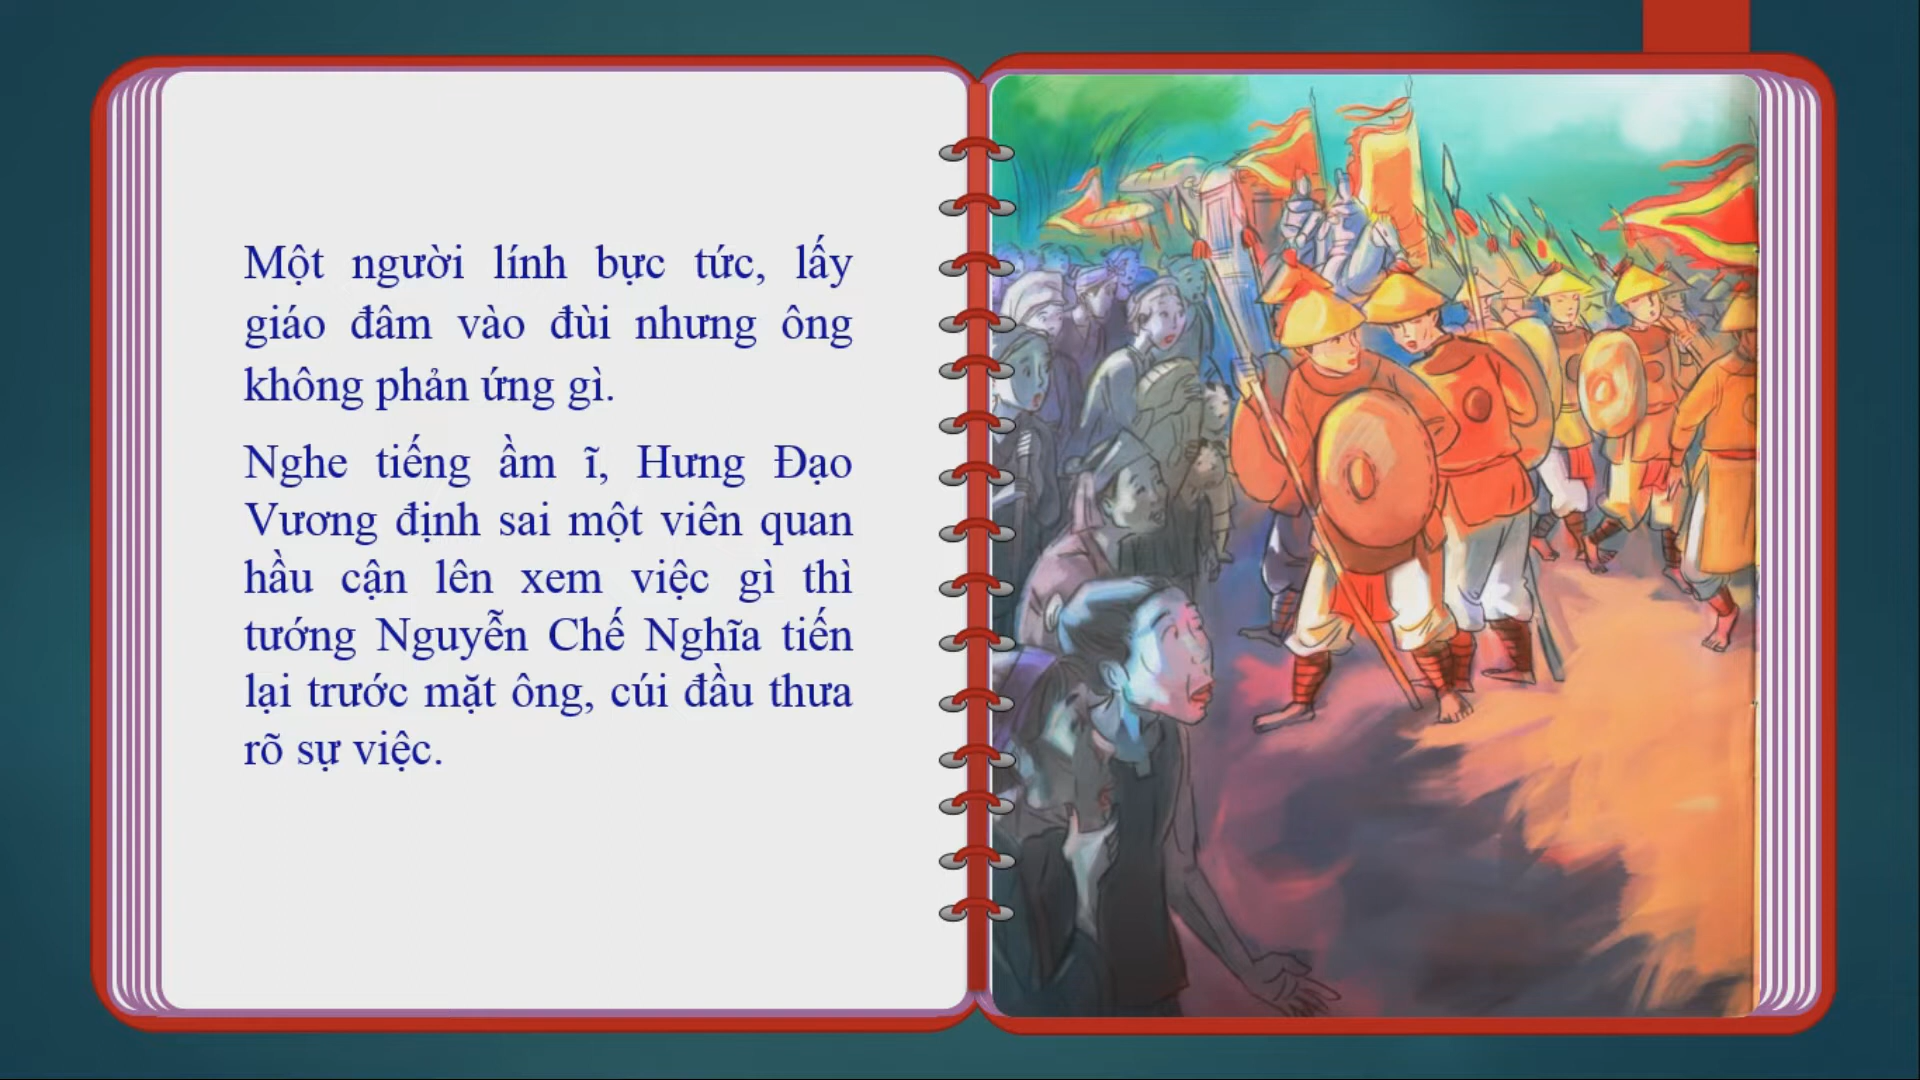 Một người lính bực tức, lấy
giáo đâm vào đùi nhưng ông
không phản ứng gì.
Nghe tiếng ầm ĩ, Hưng Đạo
Vương định sai một viên quan
hầu cận lên xem việc gì thì
tướng Nguyễn Chế Nghĩa tiến
lại trước mặt ông, cúi đầu thưa
rõ sự việc.